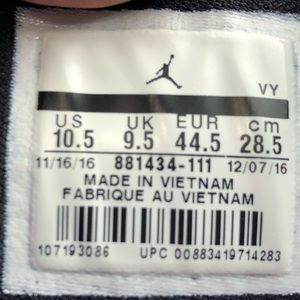 VY
US UK EUR cm
10.5 9.5 44.5 28.5
11/16/16 881434-111 12/07/16
MADE IN VIETNAM
FABRIQUE AU VIETNAM
107193086 UPC 00883419714283